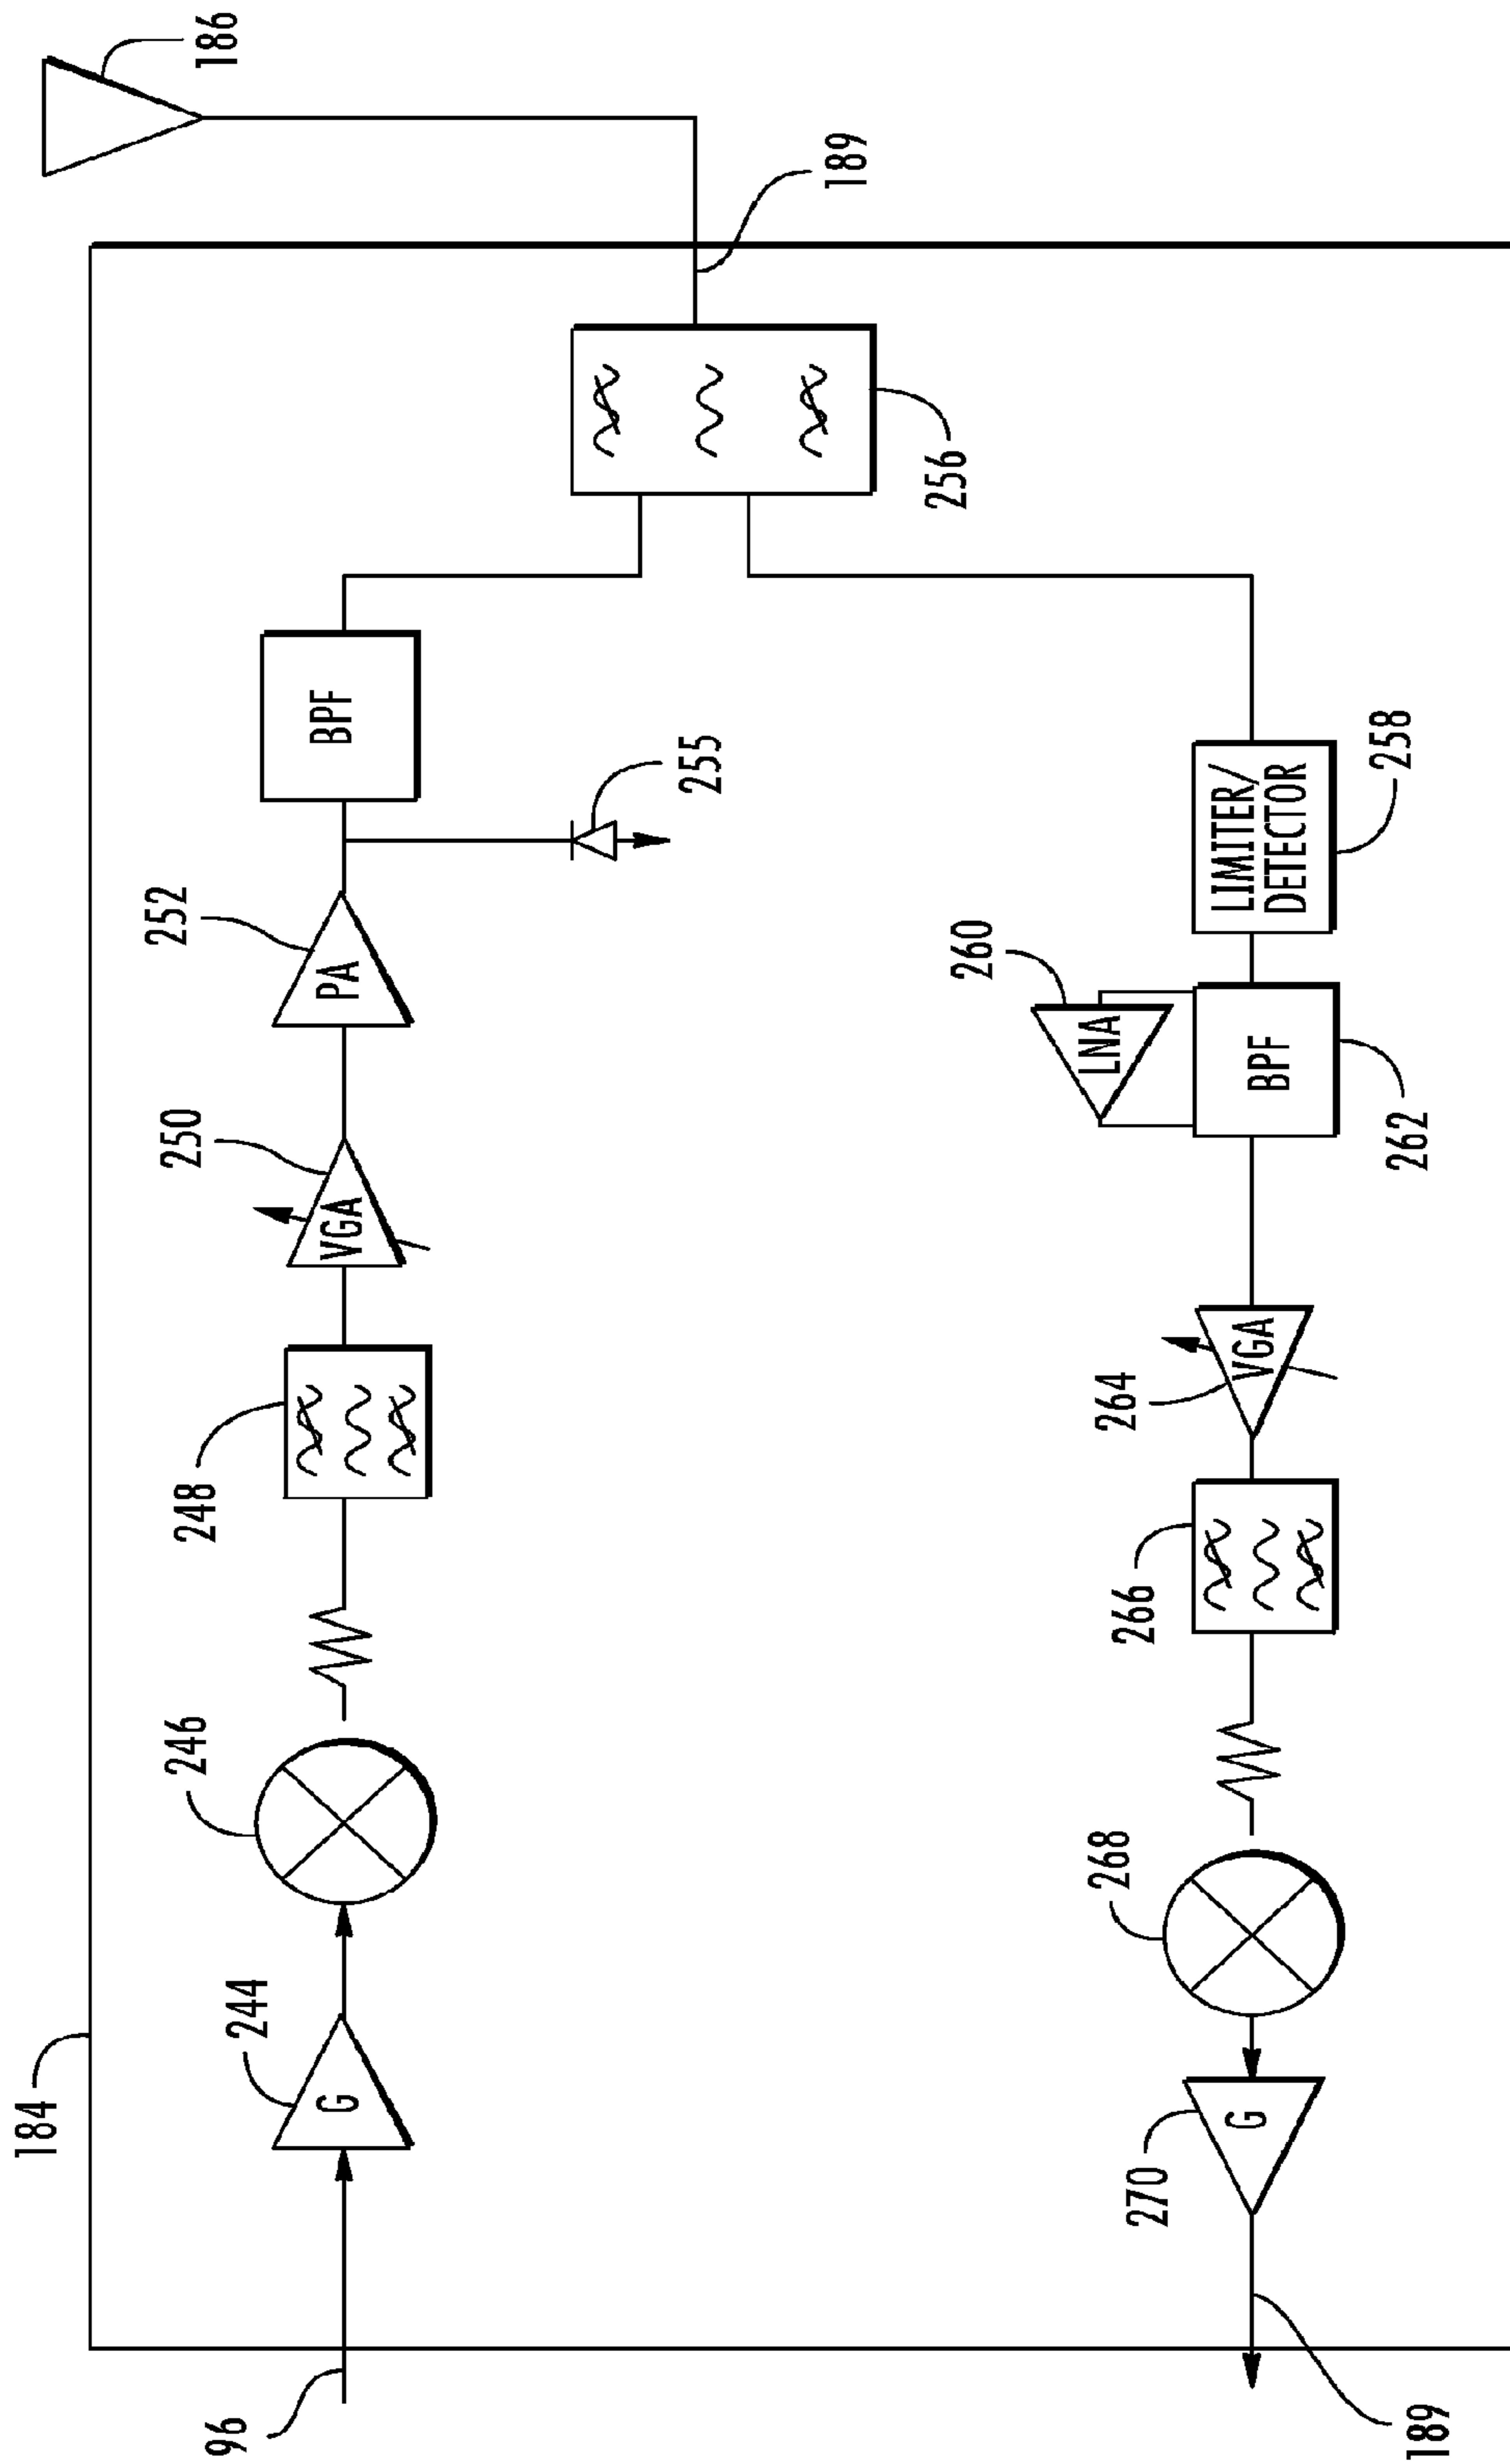 184
96
244
G
246
248
250
VGA
252
PA
255
BPF
256
189
186
258
LIMITER/
DETECTOR
260
LNA
262
BPF
264
VGA
266
268
270
G
189